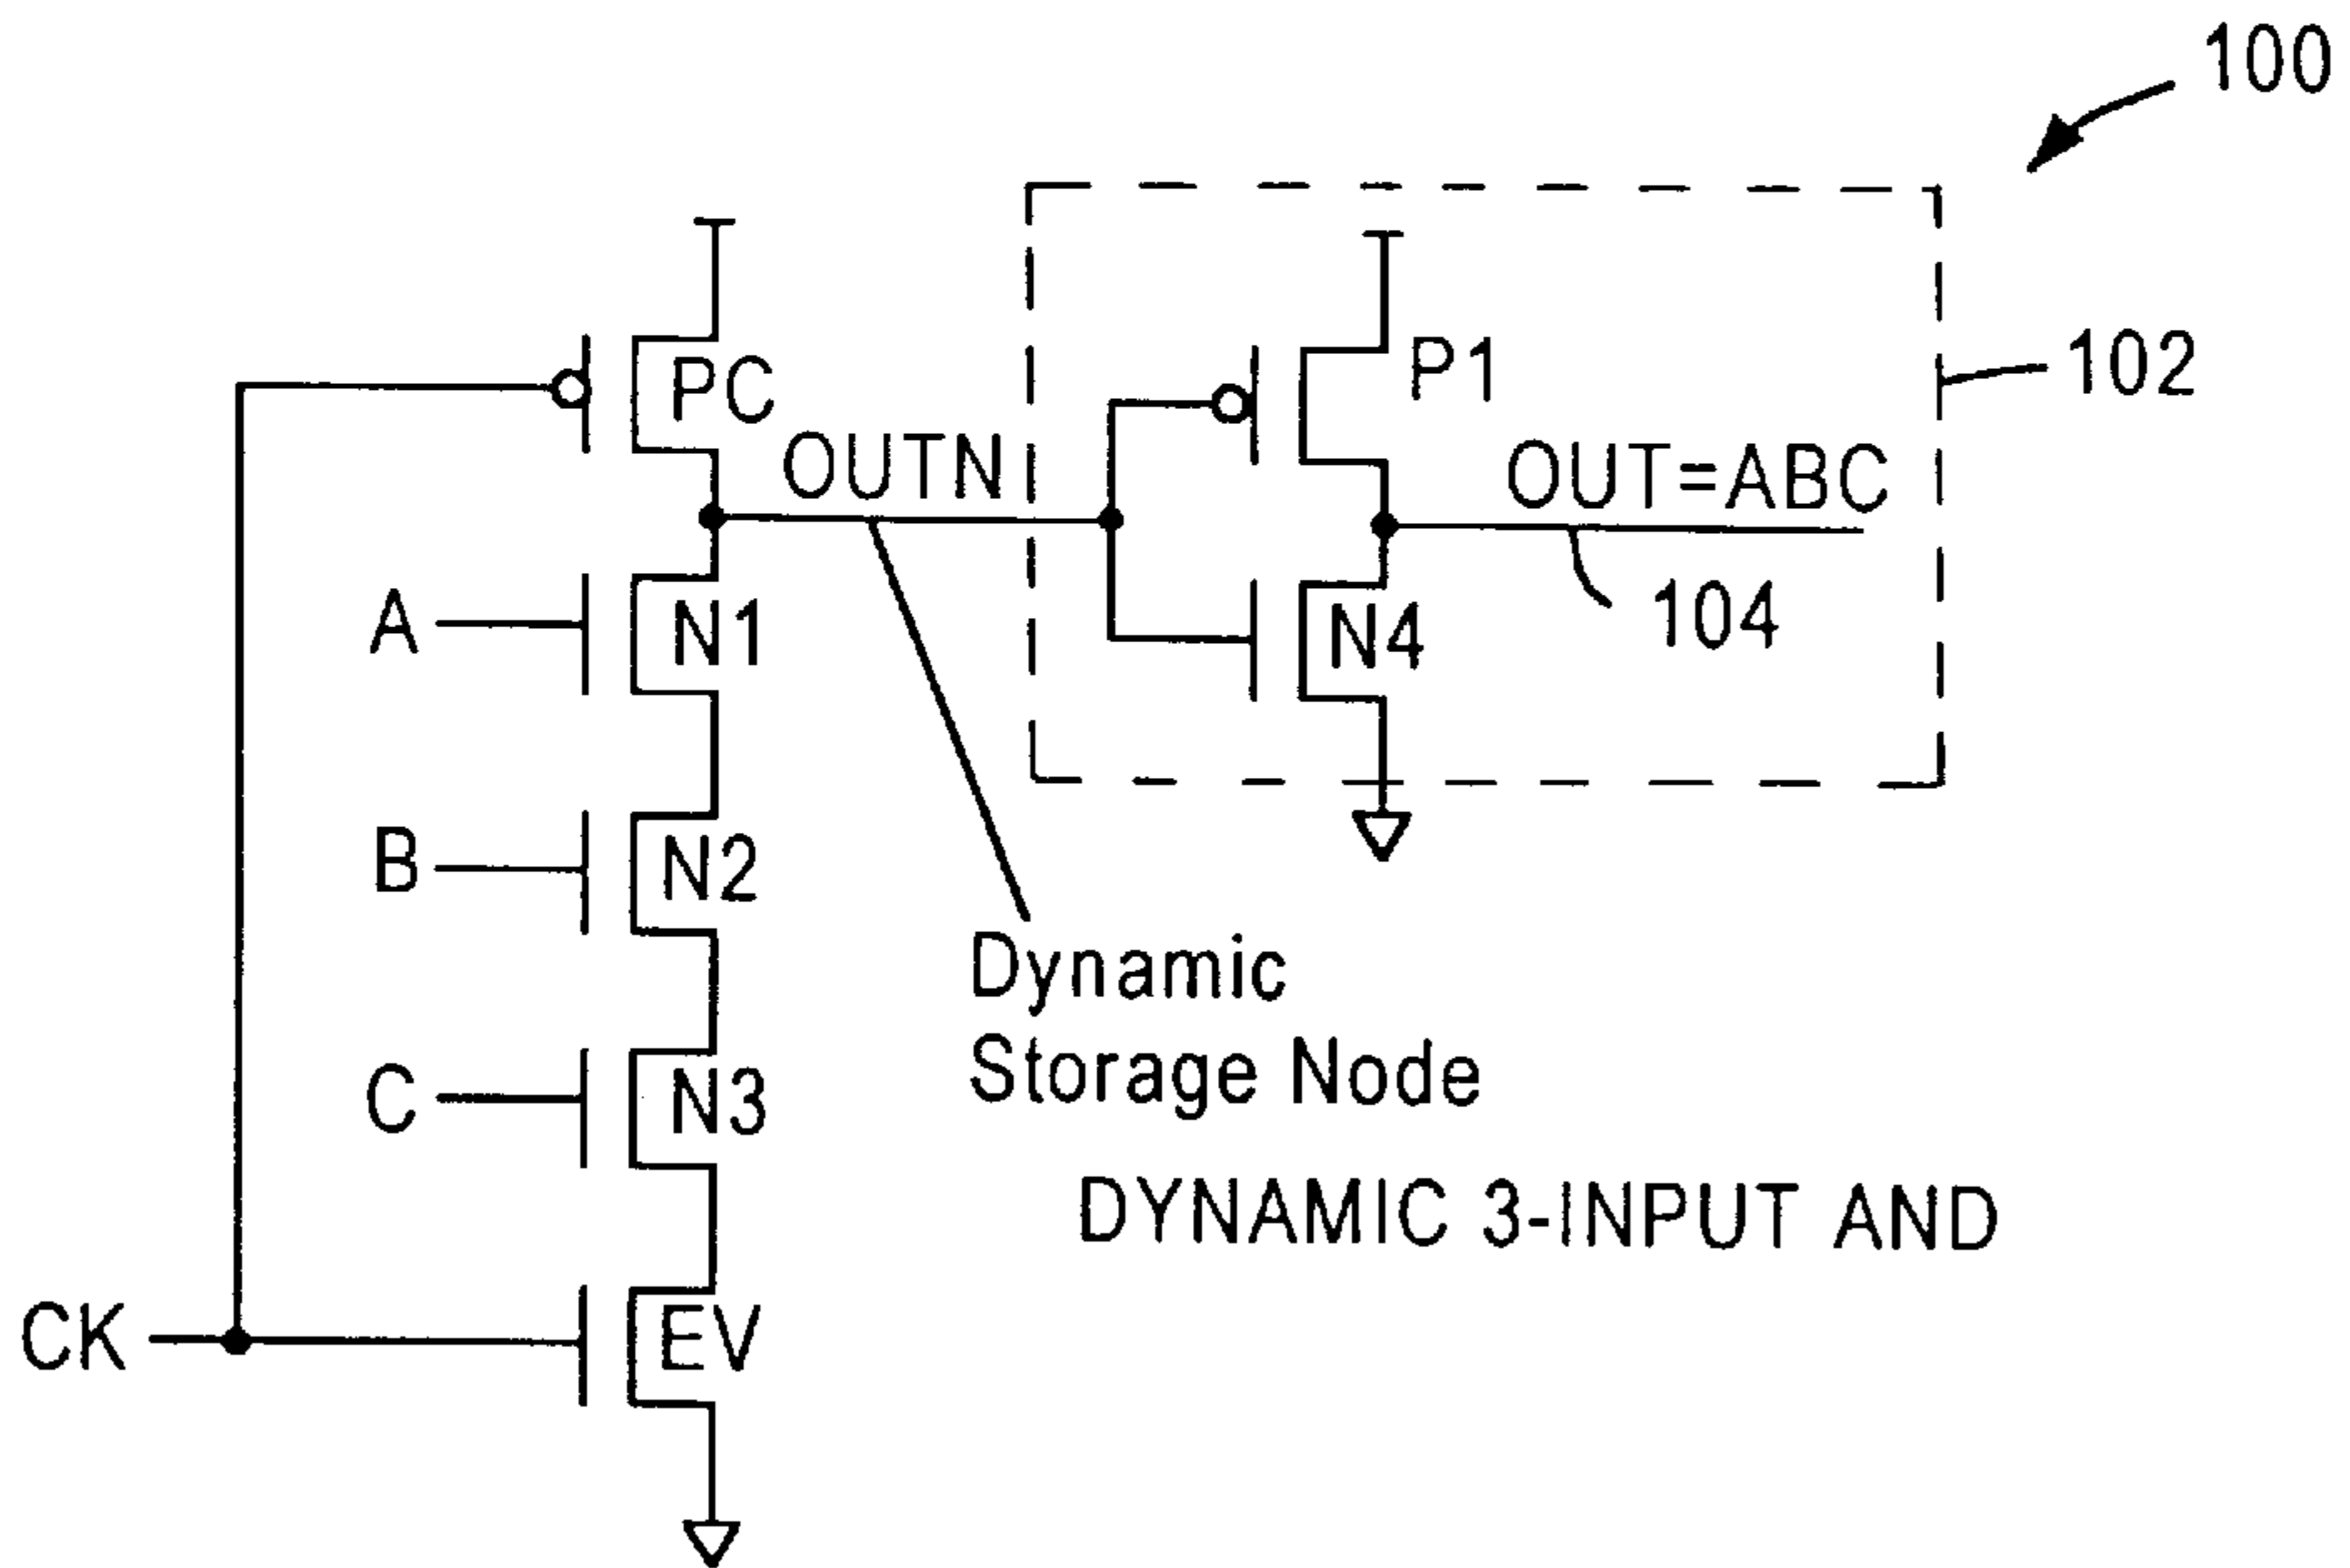 100
PC
P1
102
OUTN
OUT=ABC
A
N1
N4
104
B
N2
Dynamic
Storage Node
C
N3
DYNAMIC 3-INPUT AND
CK
EV